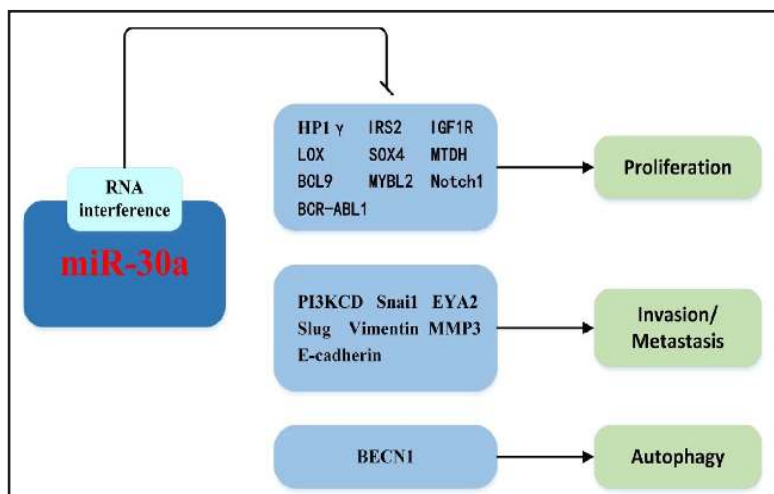 RNA
interference
miR-30a
HP1 γ IRS2 IGF1R
LOX SOX4 MTDH
BCL9 MYBL2 Notch1
BCR-ABL1
Proliferation
PI3KCD Snai1 EYA2
Slug Vimentin MMP3
E-cadherin
Invasion/
Metastasis
BECN1
Autophagy